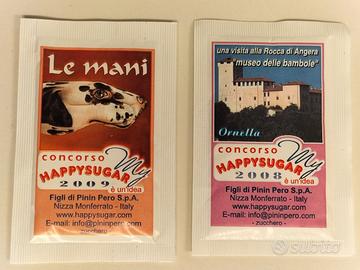 Le mani
concorso
My
HAPPYSUGAR
2009
è un'idea
Figli di Pinin Pero S.p.A.
Nizza Monferrato - Italy
www.happysugar.com
E-mail: info@pininpero.com
- zucchero -
una visita alla Rocca di Angera
"museo delle bambole"
Ornella
concorso
My
HAPPYSUGAR
2008
è un'idea
Figli di Pinin Pero S.p.A.
Nizza Monferrato - Italy
www.happysugar.com
E-mail: info@pininpero.com
- zucchero -
subito